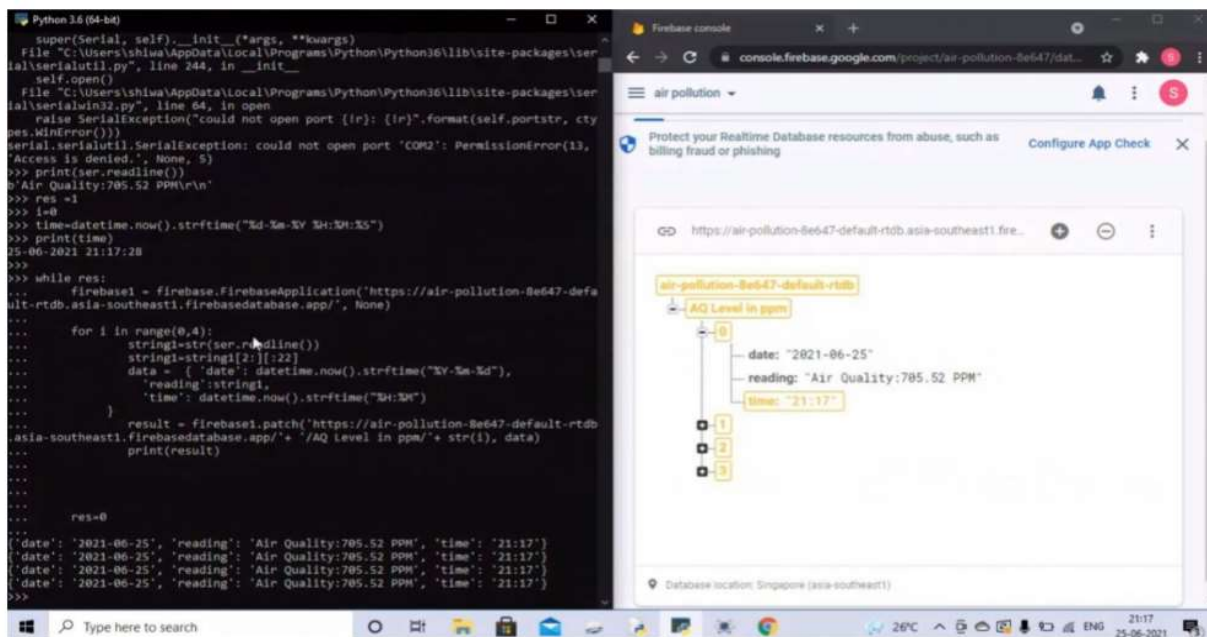 Python 3.6 (64-bit)
super(Serial, self).__init__(*args, **kwargs)
File "C:\Users\shiwa\AppData\Local\Programs\Python\Python36\lib\site-packages\ser
ial\serialutil.py", line 244, in __init__
self.open()
File "C:\Users\shiwa\AppData\Local\Programs\Python\Python36\lib\site-packages\ser
ial\serialwin32.py", line 64, in open
raise SerialException("could not open port {!r}: {!r}".format(self.portstr, cty
pes.WinError()))
serial.serialutil.SerialException: could not open port 'COM2': PermissionError(13,
'Access is denied.', None, 5)
>>> print(ser.readline())
b'Air Quality:705.52 PPM\r\n'
>>> res =1
>>> i=0
>>> time=datetime.now().strftime("%d-%m-%Y %H:%M:%S")
>>> print(time)
25-06-2021 21:17:28
>>>
>>> while res:
... firebase1 = firebase.FirebaseApplication('https://air-pollution-8e647-defa
ult-rtdb.asia-southeast1.firebasedatabase.app/', None)
...
... for i in range(0,4):
... string1=str(ser.readline())
... string1=string1[2:][:22]
... data = { 'date': datetime.now().strftime("%Y-%m-%d"),
... 'reading':string1,
... 'time': datetime.now().strftime("%H:%M")
... }
... result = firebase1.patch('https://air-pollution-8e647-default-rtdb
.asia-southeast1.firebasedatabase.app/'+ '/AQ Level in ppm/'+ str(i), data)
... print(result)
...
...
...
...
... res=0
...
{'date': '2021-06-25', 'reading': 'Air Quality:705.52 PPM', 'time': '21:17'}
{'date': '2021-06-25', 'reading': 'Air Quality:705.52 PPM', 'time': '21:17'}
{'date': '2021-06-25', 'reading': 'Air Quality:705.52 PPM', 'time': '21:17'}
{'date': '2021-06-25', 'reading': 'Air Quality:705.52 PPM', 'time': '21:17'}
>>>
Firebase console
console.firebase.google.com/project/air-pollution-8e647/dat...
S
air pollution
S
Protect your Realtime Database resources from abuse, such as
billing fraud or phishing
Configure App Check
https://air-pollution-8e647-default-rtdb.asia-southeast1.fire...
air-pollution-8e647-default-rtdb
AQ Level in ppm
0
date: "2021-06-25"
reading: "Air Quality:705.52 PPM"
time: "21:17"
1
2
3
Database location: Singapore (asia-southeast1)
Type here to search
26°C
ENG
21:17
25-06-2021